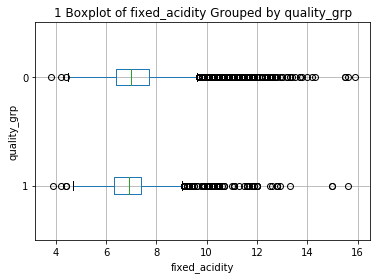 1 Boxplot of fixed_acidity Grouped by quality_grp
0
quality_grp
1
4 6 8 10 12 14 16
fixed_acidity